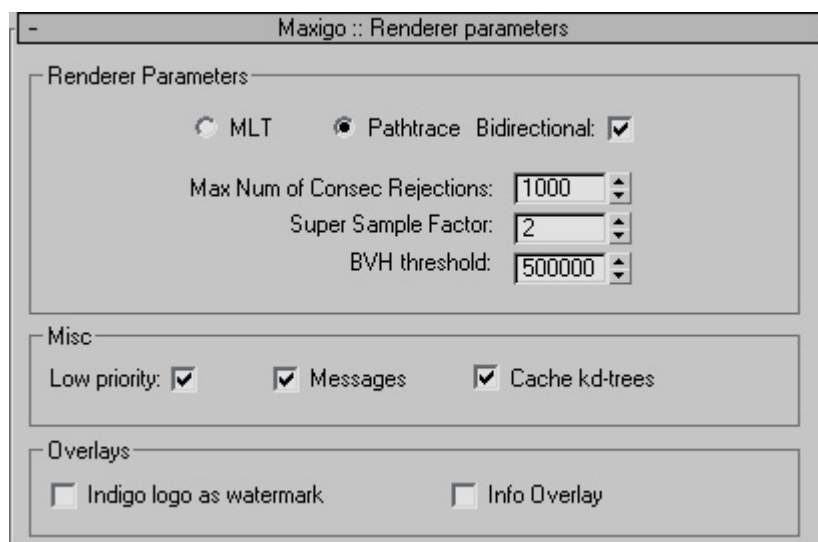 - Maxigo :: Renderer parameters
Renderer Parameters
MLT Pathtrace Bidirectional:
Max Num of Consec Rejections: 1000
Super Sample Factor: 2
BVH threshold: 500000
Misc
Low priority: Messages Cache kd-trees
Overlays
Indigo logo as watermark Info Overlay